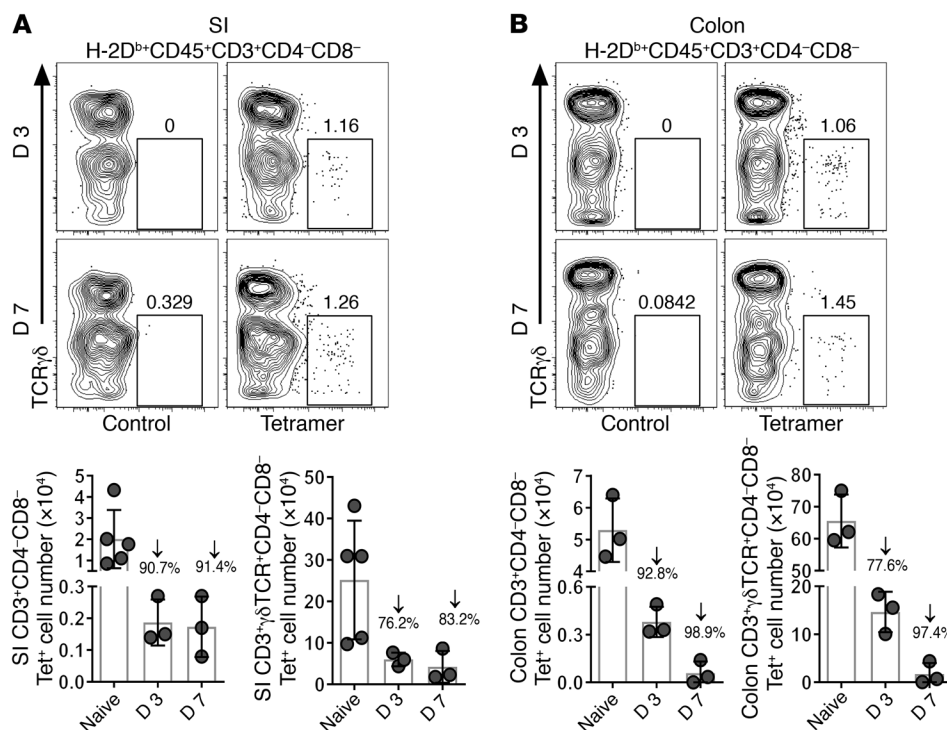 A
SI
H-2Dᵇ⁺CD45⁺CD3⁺CD4⁻CD8⁻
D 3
0
1.16
D 7
0.329
1.26
TCRγδ
Control
Tetramer
SI CD3⁺CD4⁻CD8⁻
Tet⁺ cell number (×10⁴)
5
4
3
2
1
0.3
0.2
0.1
0.0
90.7%
91.4%
Naive
D 3
D 7
SI CD3⁺γδTCR⁺CD4⁻CD8⁻
Tet⁺ cell number (×10⁴)
50
40
30
20
10
0
76.2%
83.2%
Naive
D 3
D 7
B
Colon
H-2Dᵇ⁺CD45⁺CD3⁺CD4⁻CD8⁻
D 3
0
1.06
D 7
0.0842
1.45
TCRγδ
Control
Tetramer
Colon CD3⁺CD4⁻CD8⁻
Tet⁺ cell number (×10⁴)
7
6
5
4
0.6
0.3
0.0
92.8%
98.9%
Naive
D 3
D 7
Colon CD3⁺γδTCR⁺CD4⁻CD8⁻
Tet⁺ cell number (×10⁴)
80
70
60
50
40
20
10
0
77.6%
97.4%
Naive
D 3
D 7